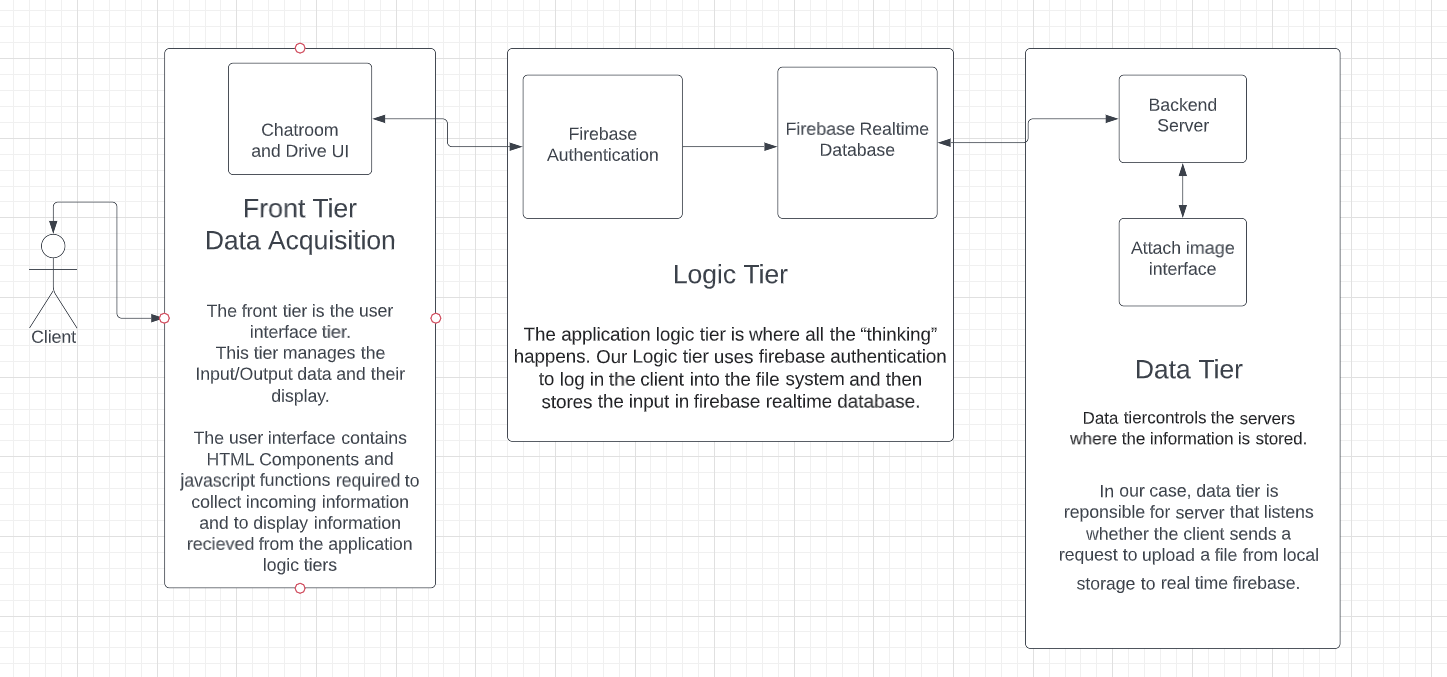 Client
Chatroom
and Drive UI
Front Tier
Data Acquisition
The front tier is the user
interface tier.
This tier manages the
Input/Output data and their
display.
The user interface contains
HTML Components and
javascript functions required to
collect incoming information
and to display information
recieved from the application
logic tiers
Firebase
Authentication
Firebase Realtime
Database
Logic Tier
The application logic tier is where all the “thinking”
happens. Our Logic tier uses firebase authentication
to log in the client into the file system and then
stores the input in firebase realtime database.
Backend
Server
Attach image
interface
Data Tier
Data tiercontrols the servers
where the information is stored.
In our case, data tier is
reponsible for server that listens
whether the client sends a
request to upload a file from local
storage to real time firebase.